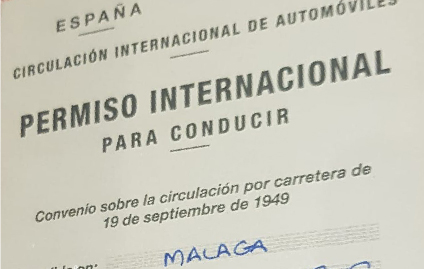 ESPAÑA
CIRCULACIÓN INTERNACIONAL DE AUTOMÓVILES
PERMISO INTERNACIONAL
PARA CONDUCIR
Convenio sobre la circulación por carretera de
19 de septiembre de 1949
en: MALAGA